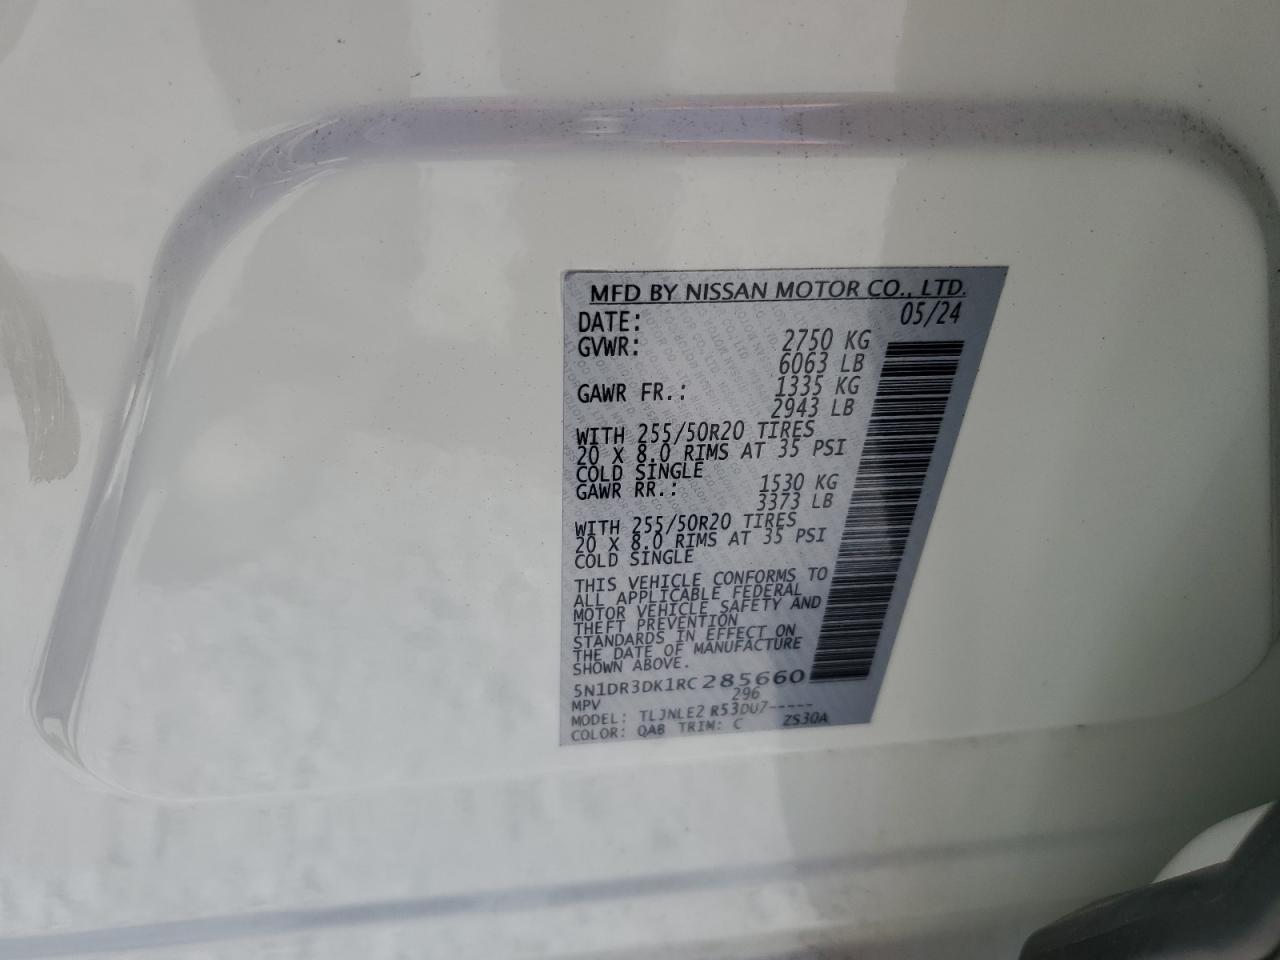 MFD BY NISSAN MOTOR CO., LTD.
DATE: 05/24
GVWR: 2750 KG
6063 LB
GAWR FR.: 1335 KG
2943 LB
WITH 255/50R20 TIRES
20 X 8.0 RIMS AT 35 PSI
COLD SINGLE
GAWR RR.: 1530 KG
3373 LB
WITH 255/50R20 TIRES
20 X 8.0 RIMS AT 35 PSI
COLD SINGLE
THIS VEHICLE CONFORMS TO
ALL APPLICABLE FEDERAL
MOTOR VEHICLE SAFETY AND
THEFT PREVENTION
STANDARDS IN EFFECT ON
THE DATE OF MANUFACTURE
SHOWN ABOVE.
5N1DR3DK1RC285660
MPV 296
MODEL: TLJNLE2 R53DU7-----
COLOR: QAB TRIM: C ZS30A